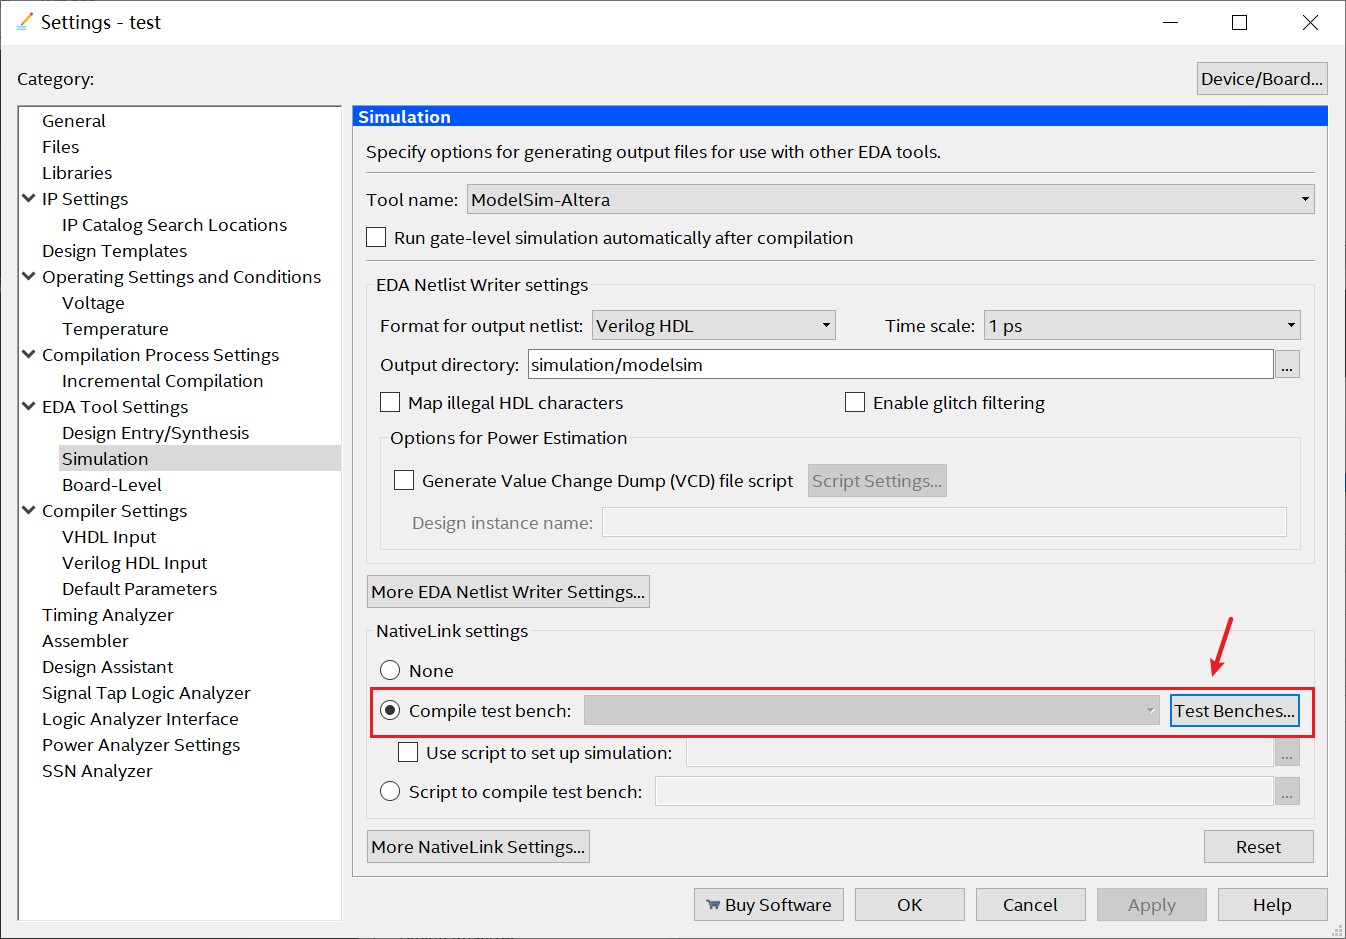 Settings - test
Category:
Device/Board...
General
Files
Libraries
IP Settings
IP Catalog Search Locations
Design Templates
Operating Settings and Conditions
Voltage
Temperature
Compilation Process Settings
Incremental Compilation
EDA Tool Settings
Design Entry/Synthesis
Simulation
Board-Level
Compiler Settings
VHDL Input
Verilog HDL Input
Default Parameters
Timing Analyzer
Assembler
Design Assistant
Signal Tap Logic Analyzer
Logic Analyzer Interface
Power Analyzer Settings
SSN Analyzer
Simulation
Specify options for generating output files for use with other EDA tools.
Tool name: ModelSim-Altera
Run gate-level simulation automatically after compilation
EDA Netlist Writer settings
Format for output netlist: Verilog HDL Time scale: 1 ps
Output directory: simulation/modelsim ...
Map illegal HDL characters Enable glitch filtering
Options for Power Estimation
Generate Value Change Dump (VCD) file script Script Settings...
Design instance name:
More EDA Netlist Writer Settings...
NativeLink settings
None
Compile test bench: Test Benches...
Use script to set up simulation: ...
Script to compile test bench: ...
More NativeLink Settings... Reset
Buy Software OK Cancel Apply Help